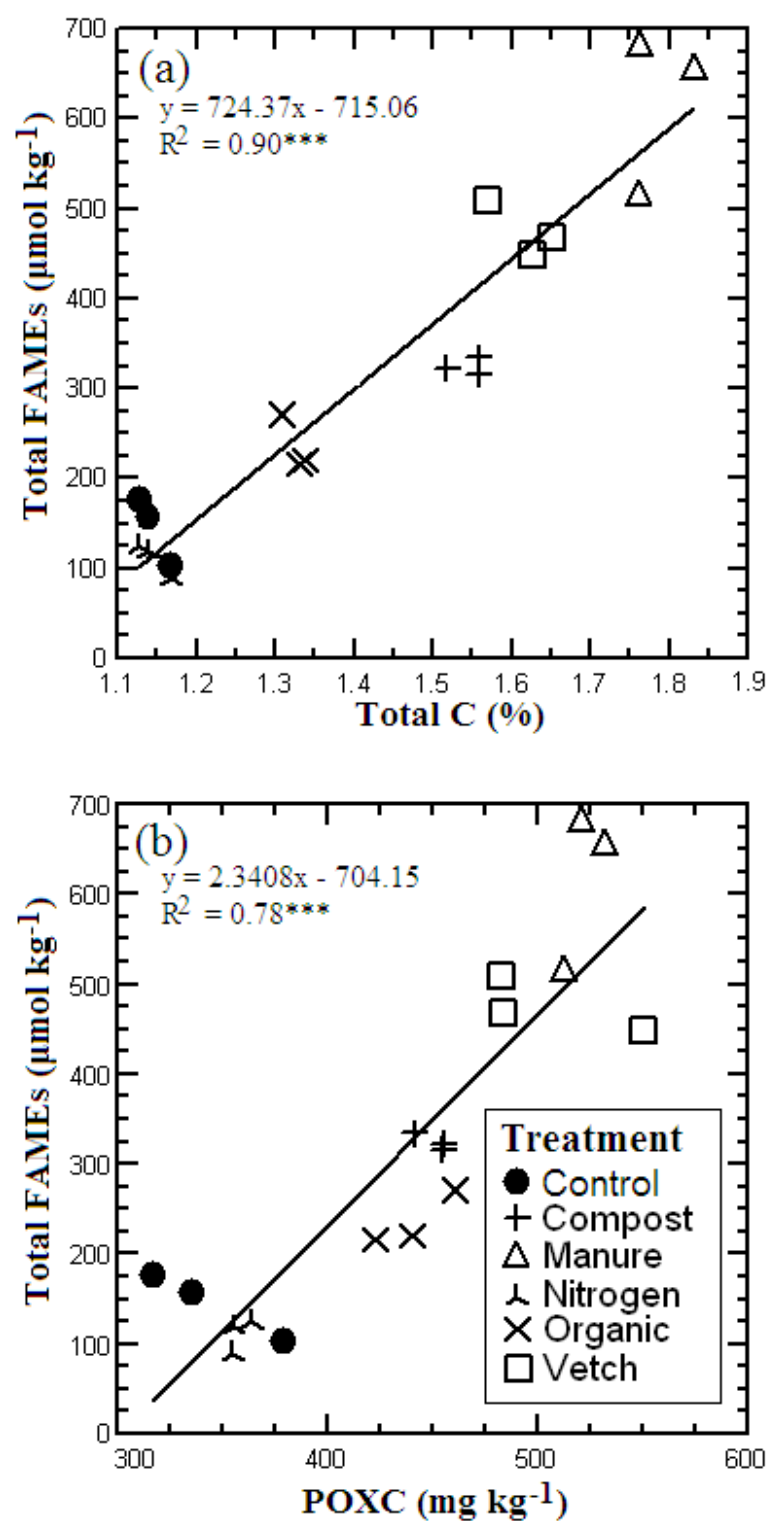 (a)
y = 724.37x - 715.06
R² = 0.90***
Total FAMEs (μmol kg⁻¹)
700
600
500
400
300
200
100
0
1.1 1.2 1.3 1.4 1.5 1.6 1.7 1.8 1.9
Total C (%)
(b)
y = 2.3408x - 704.15
R² = 0.78***
Total FAMEs (μmol kg⁻¹)
700
600
500
400
300
200
100
0
Treatment
Control
Compost
Manure
Nitrogen
Organic
Vetch
300 400 500 600
POXC (mg kg⁻¹)